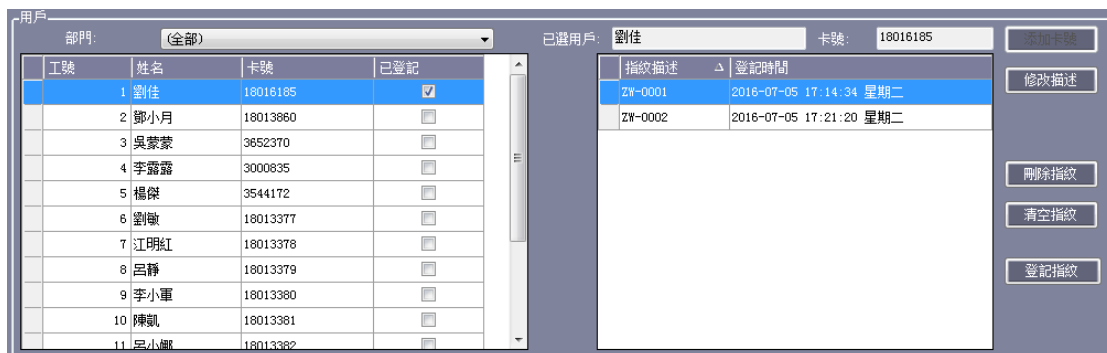 用戶
部門: (全部) 已選用戶: 劉佳 卡號: 18016185 添加卡號
工號 姓名 卡號 已登記 指紋描述 登記時間 修改描述
1 劉佳 18016185 ZW-0001 2016-07-05 17:14:34 星期二
2 鄧小月 18013860 ZW-0002 2016-07-05 17:21:20 星期二
3 吳蒙蒙 3652370
4 李露露 3000835 刪除指紋
5 楊傑 3544172
6 劉敏 18013377 清空指紋
7 江明紅 18013378
8 呂靜 18013379 登記指紋
9 李小軍 18013380
10 陳凱 18013381
11 呂小娜 18013382